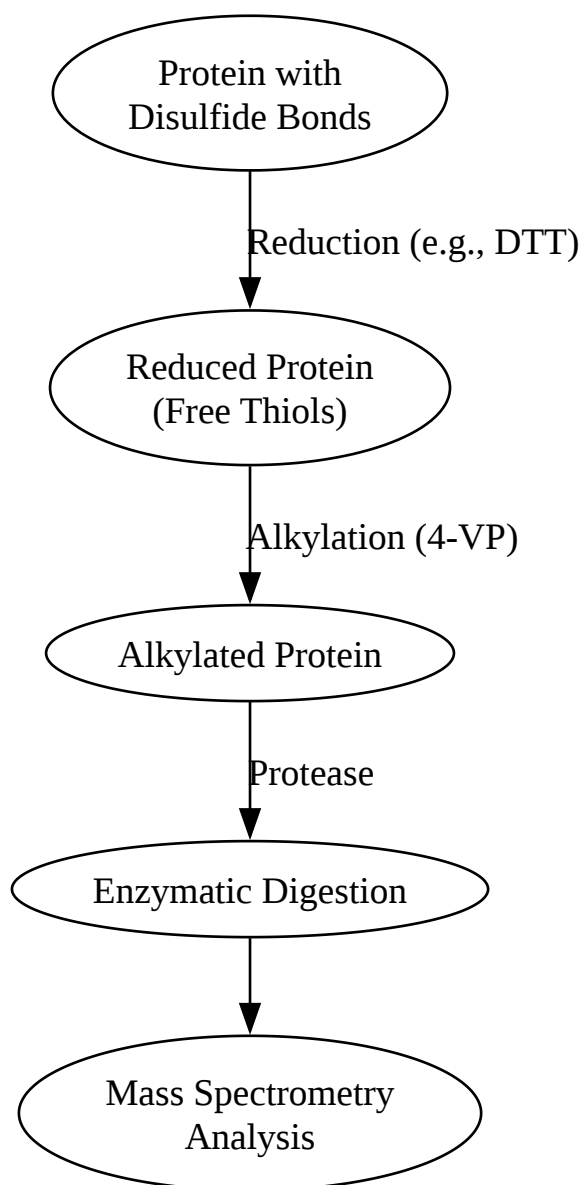 Protein with
Disulfide Bonds
Reduction (e.g., DTT)
Reduced Protein
(Free Thiols)
Alkylation (4-VP)
Alkylated Protein
Protease
Enzymatic Digestion
Mass Spectrometry
Analysis